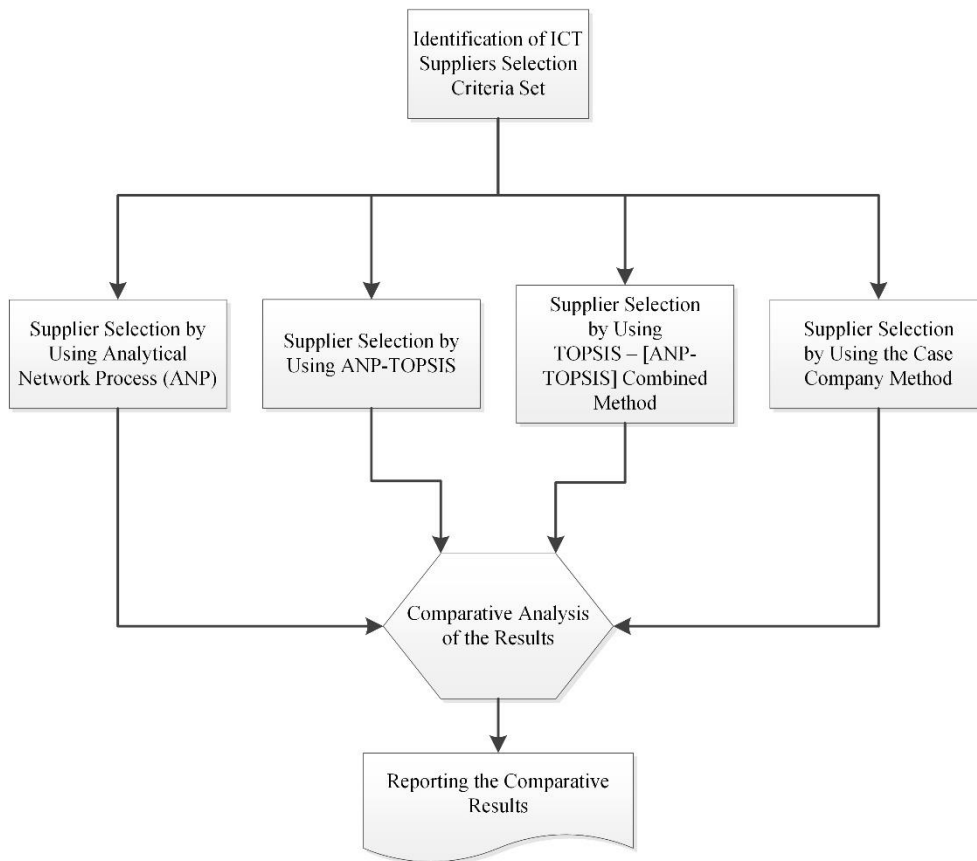 Identification of ICT
Suppliers Selection
Criteria Set
Supplier Selection by
Using Analytical
Network Process (ANP)
Supplier Selection by
Using ANP-TOPSIS
Supplier Selection
by Using
TOPSIS – [ANP-
TOPSIS] Combined
Method
Supplier Selection
by Using the Case
Company Method
Comparative Analysis
of the Results
Reporting the Comparative
Results